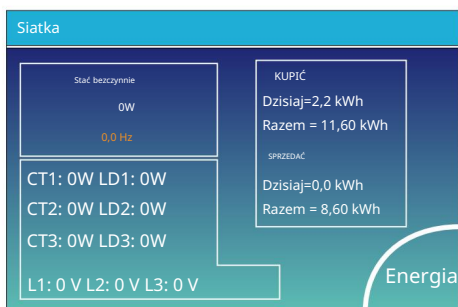 Siatka
Stać bezczynnie
0W
0,0 Hz
CT1: 0W LD1: 0W
CT2: 0W LD2: 0W
CT3: 0W LD3: 0W
L1: 0 V L2: 0 V L3: 0 V
KUPIĆ
Dzisiaj=2,2 kWh
Razem = 11,60 kWh
SPRZEDAĆ
Dzisiaj=0,0 kWh
Razem = 8,60 kWh
Energia